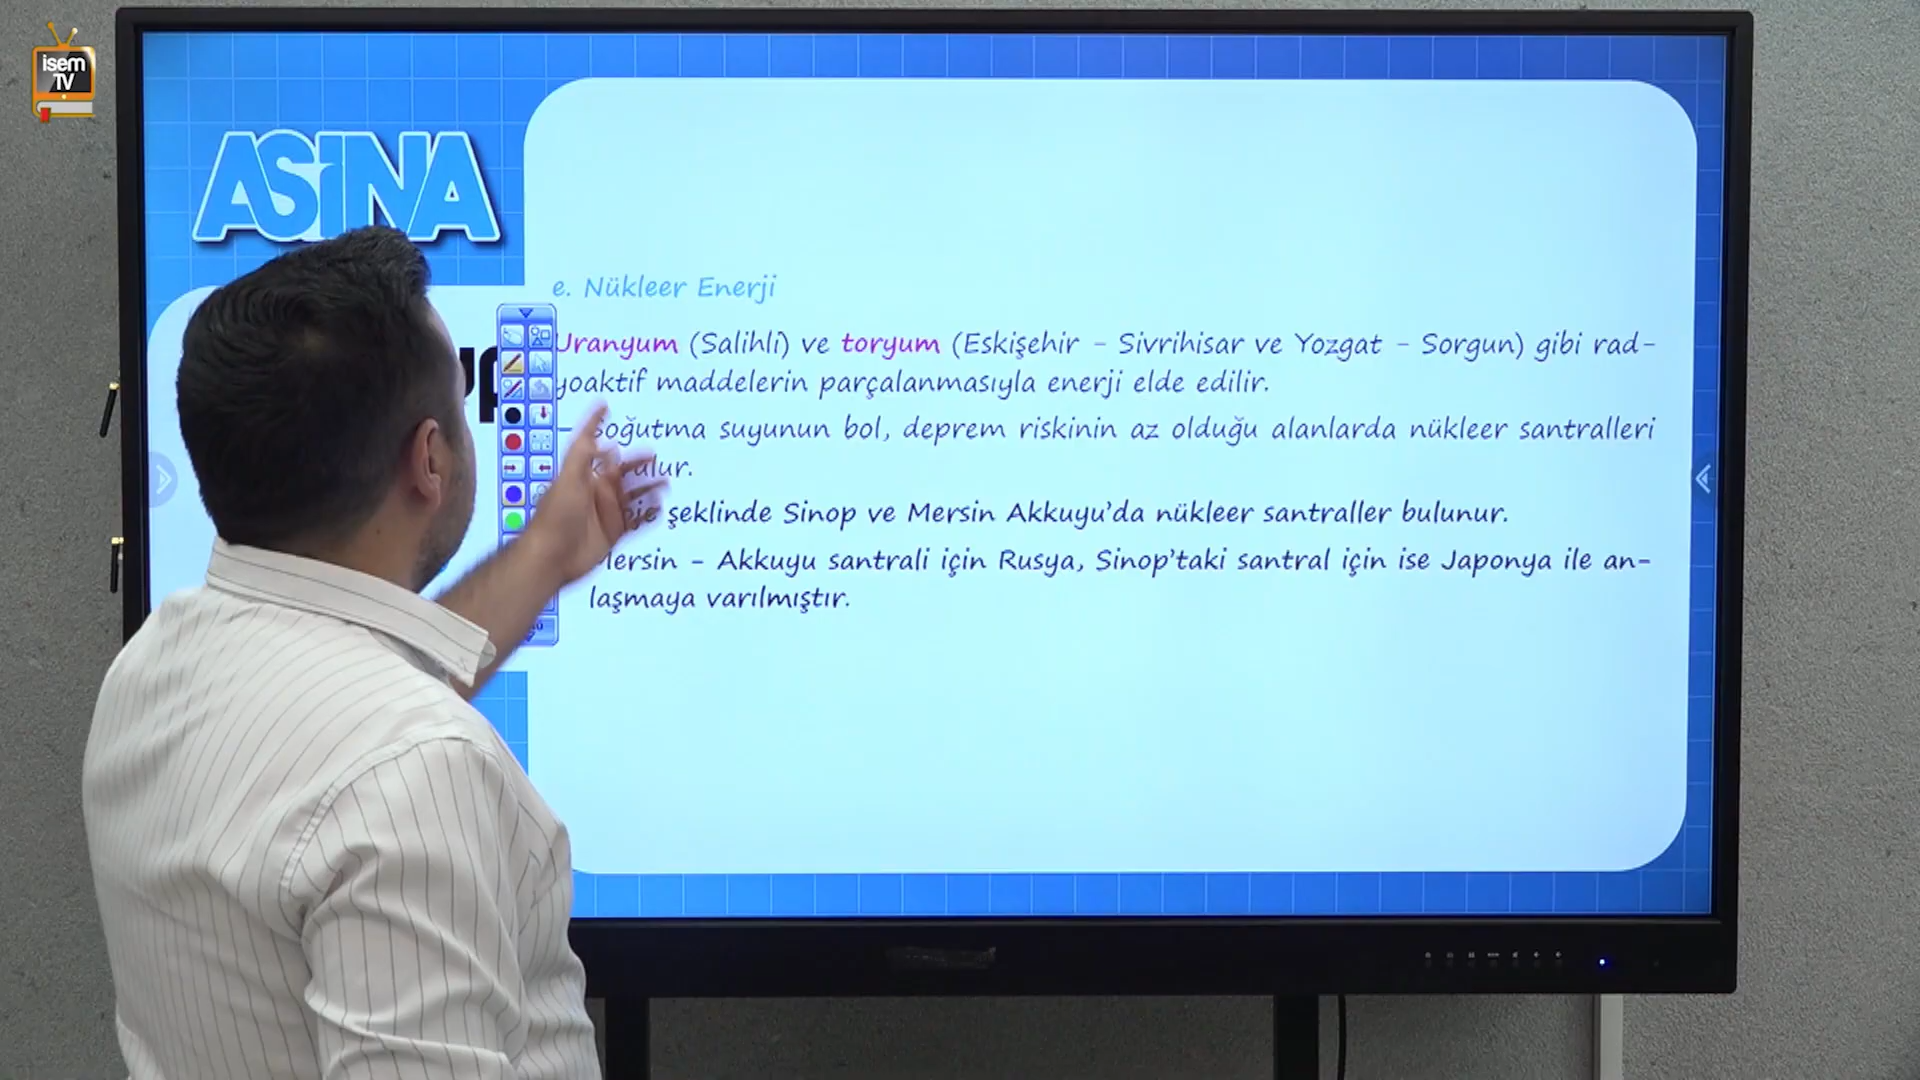 isem
TV
ASİNA
e. Nükleer Enerji
Uranyum (Salihli) ve toryum (Eskişehir – Sivrihisar ve Yozgat – Sorgun) gibi rad-
yoaktif maddelerin parçalanmasıyla enerji elde edilir.
– Soğutma suyunun bol, deprem riskinin az olduğu alanlarda nükleer santralleri
şeklinde Sinop ve Mersin Akkuyu'da nükleer santraller bulunur.
Mersin – Akkuyu santrali için Rusya, Sinop'taki santral için ise Japonya ile an-
laşmaya varılmıştır.